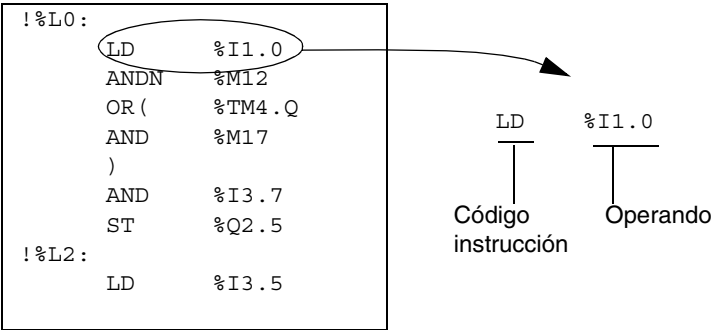 !%L0:
LD %I1.0
ANDN %M12
OR( %TM4.Q
AND %M17
)
AND %I3.7
ST %Q2.5
!%L2:
LD %I3.5
LD %I1.0
Código instrucción
Operando